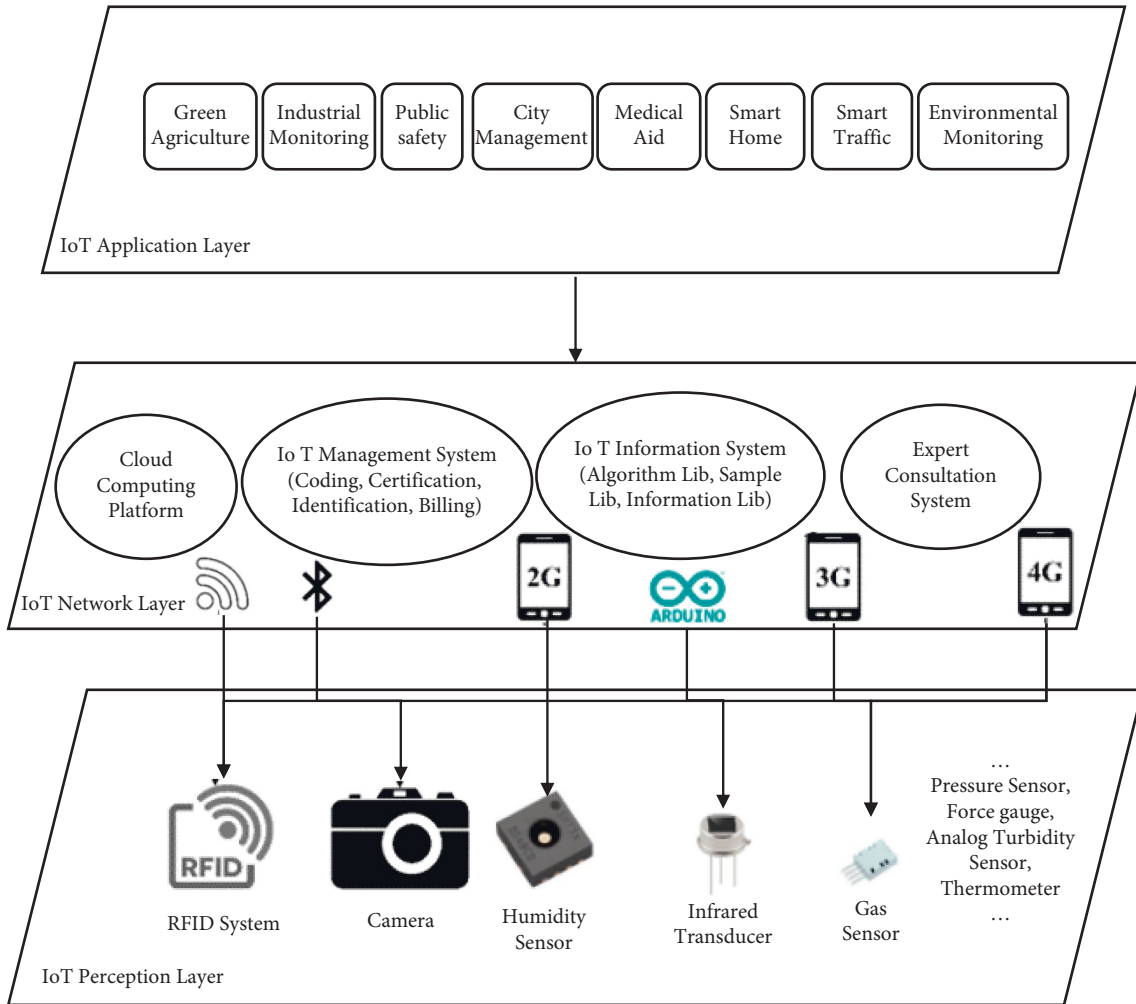 Green
Agriculture
Industrial
Monitoring
Public
safety
City
Management
Medical
Aid
Smart
Home
Smart
Traffic
Environmental
Monitoring
IoT Application Layer
Cloud
Computing
Platform
Io T Management System
(Coding, Certification,
Identification, Billing)
Io T Information System
(Algorithm Lib, Sample
Lib, Information Lib)
Expert
Consultation
System
2G
ARDUINO
3G
4G
IoT Network Layer
RFID
RFID System
Camera
Humidity
Sensor
Infrared
Transducer
Gas
Sensor
…
Pressure Sensor,
Force gauge,
Analog Turbidity
Sensor,
Thermometer
…
IoT Perception Layer